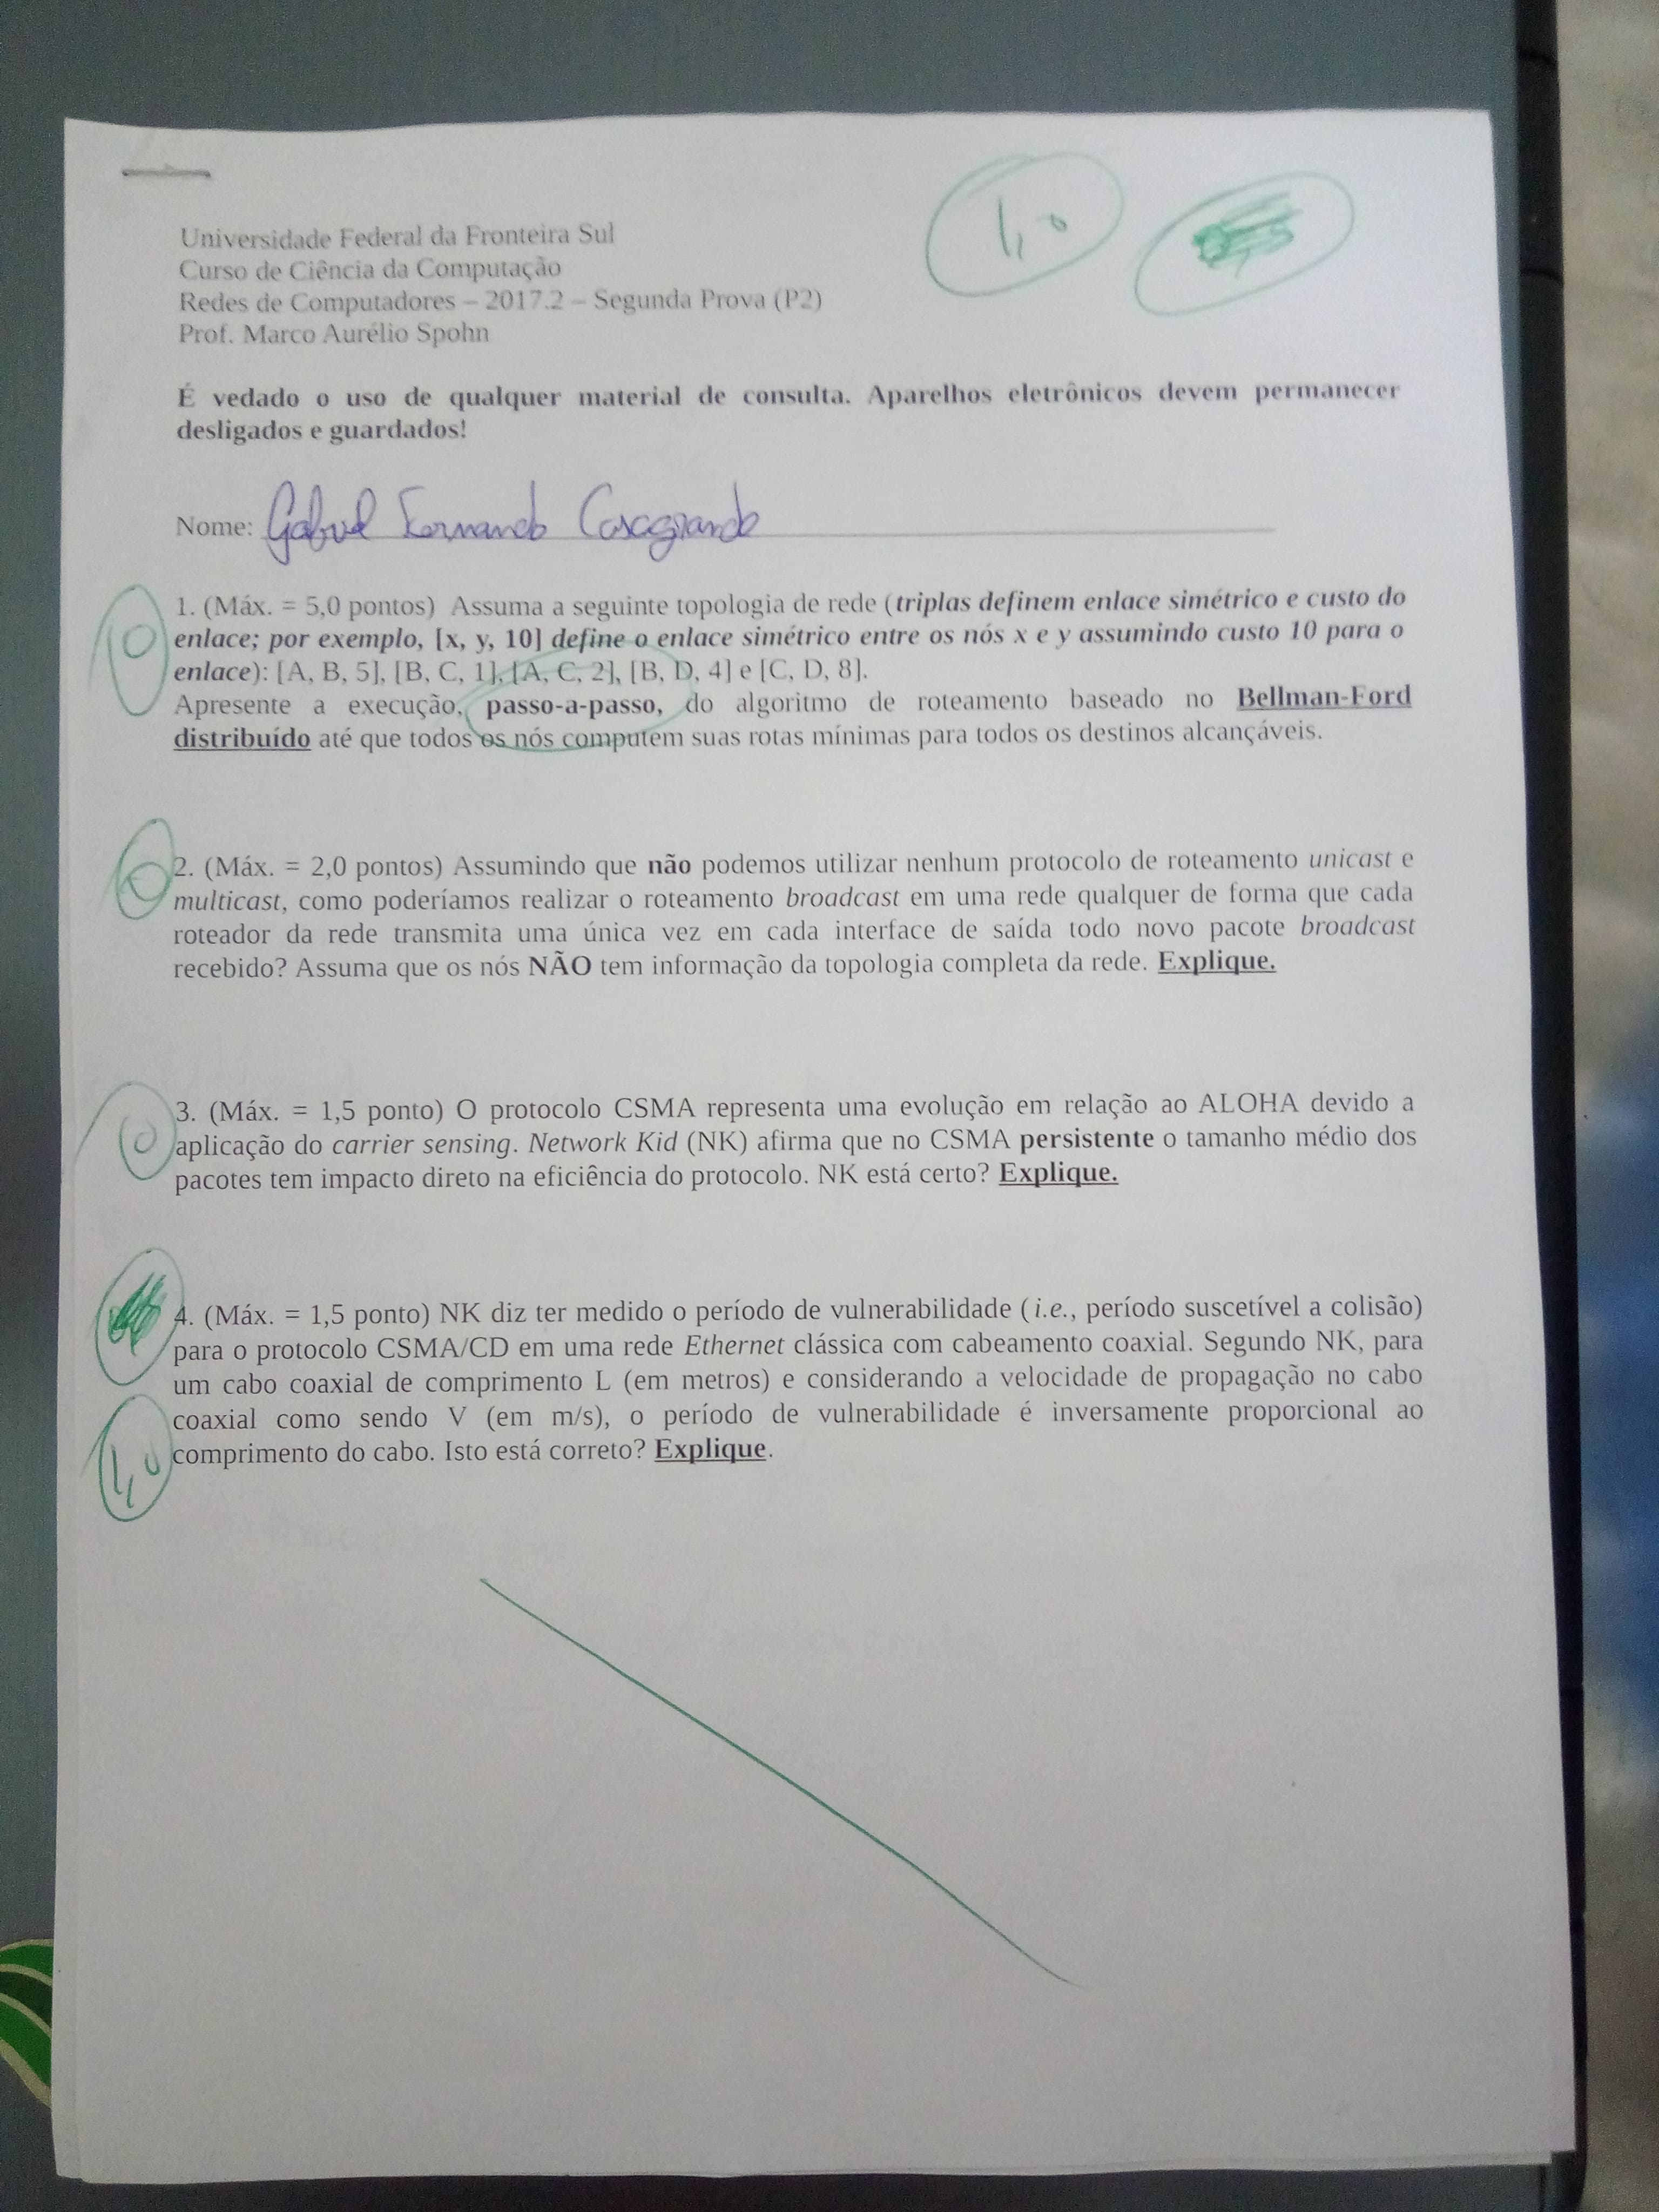 1,0
Universidade Federal da Fronteira Sul
Curso de Ciência da Computação
Redes de Computadores – 2017.2 – Segunda Prova (P2)
Prof. Marco Aurélio Spohn
É vedado o uso de qualquer material de consulta. Aparelhos eletrônicos devem permanecer
desligados e guardados!
Nome: Gabriel Fernando Casagrande
0
1. (Máx. = 5,0 pontos) Assuma a seguinte topologia de rede (triplas definem enlace simétrico e custo do
enlace; por exemplo, [x, y, 10] define o enlace simétrico entre os nós x e y assumindo custo 10 para o
enlace): [A, B, 5], [B, C, 1], [A, C, 2], [B, D, 4] e [C, D, 8].
Apresente a execução, passo-a-passo, do algoritmo de roteamento baseado no Bellman-Ford
distribuído até que todos os nós computem suas rotas mínimas para todos os destinos alcançáveis.
0
2. (Máx. = 2,0 pontos) Assumindo que não podemos utilizar nenhum protocolo de roteamento unicast e
multicast, como poderíamos realizar o roteamento broadcast em uma rede qualquer de forma que cada
roteador da rede transmita uma única vez em cada interface de saída todo novo pacote broadcast
recebido? Assuma que os nós NÃO tem informação da topologia completa da rede. Explique.
0
3. (Máx. = 1,5 ponto) O protocolo CSMA representa uma evolução em relação ao ALOHA devido a
aplicação do carrier sensing. Network Kid (NK) afirma que no CSMA persistente o tamanho médio dos
pacotes tem impacto direto na eficiência do protocolo. NK está certo? Explique.
4. (Máx. = 1,5 ponto) NK diz ter medido o período de vulnerabilidade (i.e., período suscetível a colisão)
para o protocolo CSMA/CD em uma rede Ethernet clássica com cabeamento coaxial. Segundo NK, para
um cabo coaxial de comprimento L (em metros) e considerando a velocidade de propagação no cabo
coaxial como sendo V (em m/s), o período de vulnerabilidade é inversamente proporcional ao
comprimento do cabo. Isto está correto? Explique.
1,0